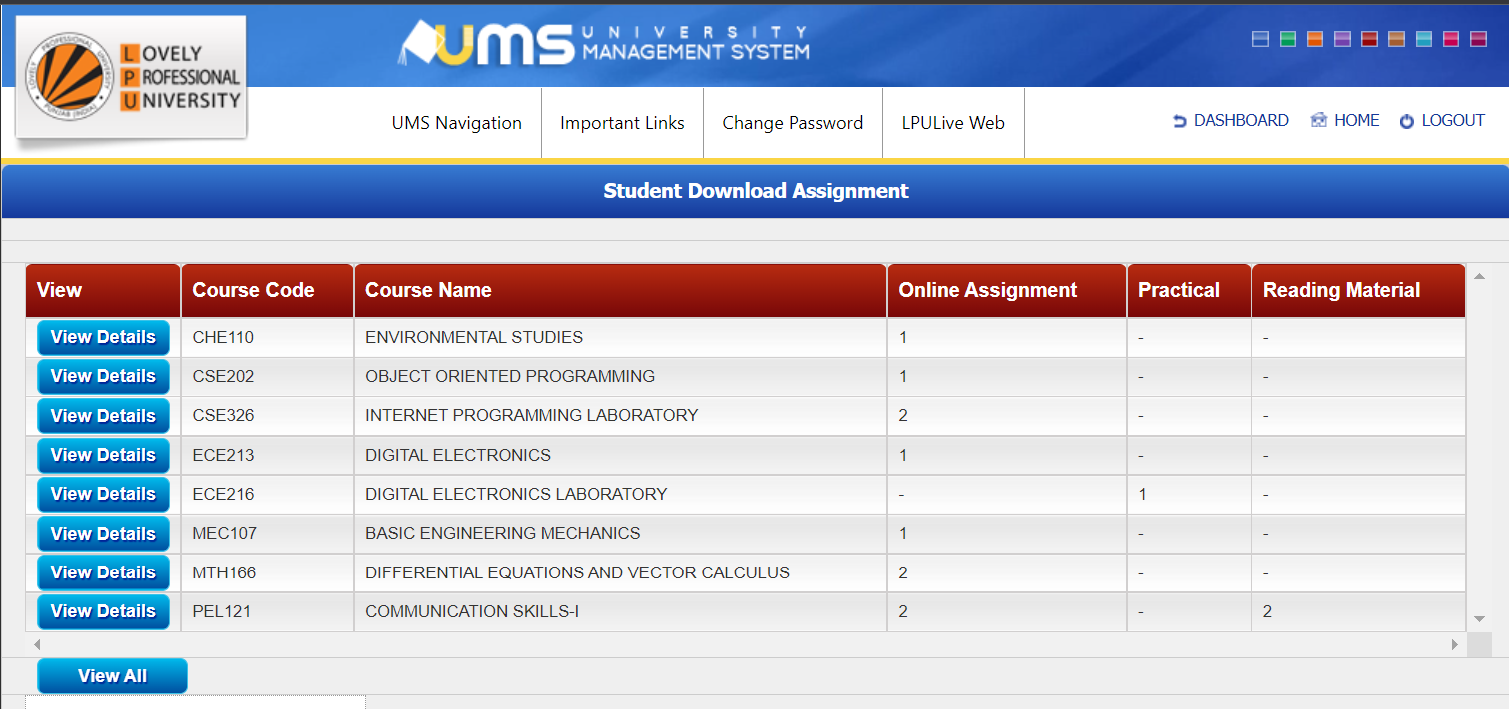 UMS UNIVERSITY MANAGEMENT SYSTEM
LOVELY PROFESSIONAL UNIVERSITY
UMS Navigation Important Links Change Password LPULive Web DASHBOARD HOME LOGOUT
Student Download Assignment
View Course Code Course Name Online Assignment Practical Reading Material
View Details CHE110 ENVIRONMENTAL STUDIES 1 - -
View Details CSE202 OBJECT ORIENTED PROGRAMMING 1 - -
View Details CSE326 INTERNET PROGRAMMING LABORATORY 2 - -
View Details ECE213 DIGITAL ELECTRONICS 1 - -
View Details ECE216 DIGITAL ELECTRONICS LABORATORY - 1 -
View Details MEC107 BASIC ENGINEERING MECHANICS 1 - -
View Details MTH166 DIFFERENTIAL EQUATIONS AND VECTOR CALCULUS 2 - -
View Details PEL121 COMMUNICATION SKILLS-I 2 - 2
View All